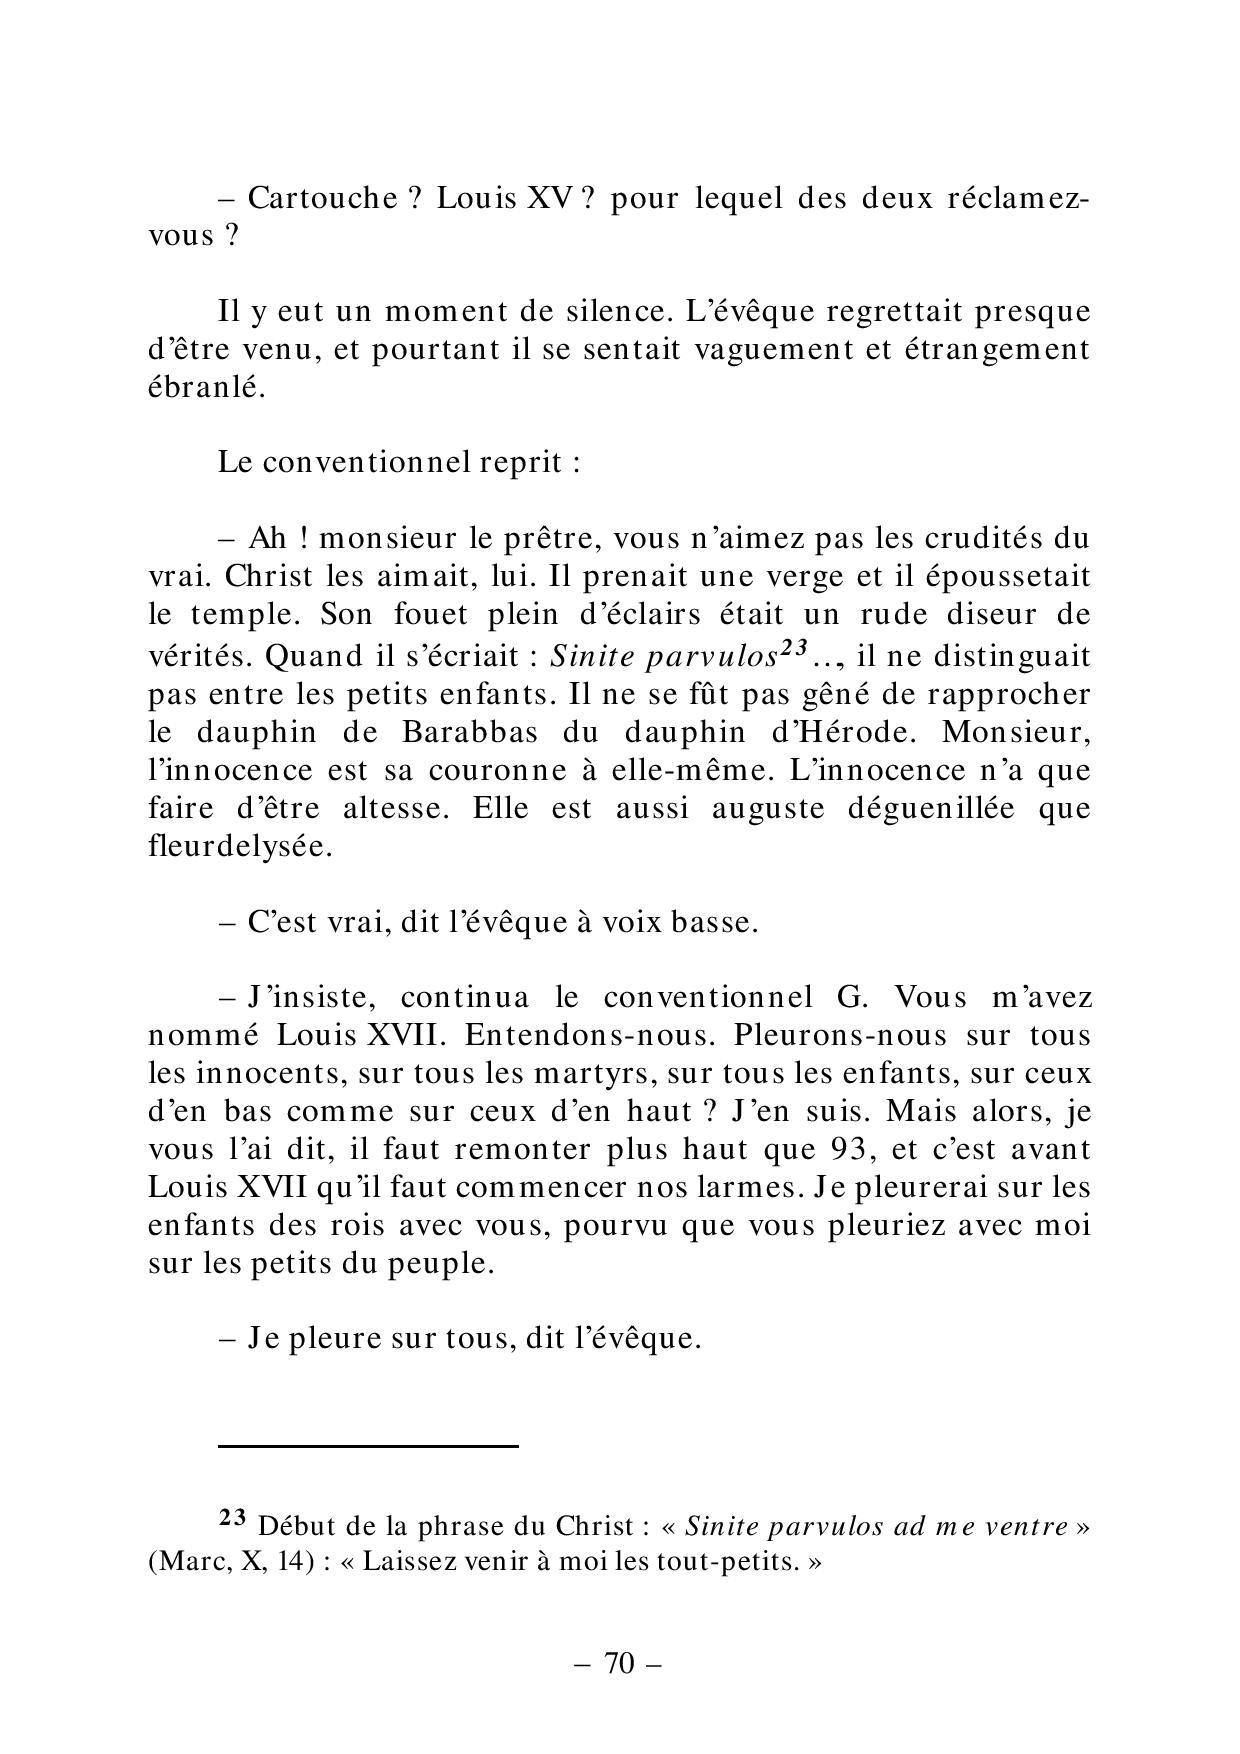 – Cartouche ? Louis XV ? pour lequel des deux réclamez-
vous ?
Il y eut un moment de silence. L’évêque regrettait presque
d’être venu, et pourtant il se sentait vaguement et étrangement
ébranlé.
Le conventionnel reprit :
– Ah ! monsieur le prêtre, vous n’aimez pas les crudités du
vrai. Christ les aimait, lui. Il prenait une verge et il époussetait
le temple. Son fouet plein d’éclairs était un rude diseur de
vérités. Quand il s’écriait : Sinite parvulos23…, il ne distinguait
pas entre les petits enfants. Il ne se fût pas gêné de rapprocher
le dauphin de Barabbas du dauphin d’Hérode. Monsieur,
l’innocence est sa couronne à elle-même. L’innocence n’a que
faire d’être altesse. Elle est aussi auguste déguenillée que
fleurdelysée.
– C’est vrai, dit l’évêque à voix basse.
– J’insiste, continua le conventionnel G. Vous m’avez
nommé Louis XVII. Entendons-nous. Pleurons-nous sur tous
les innocents, sur tous les martyrs, sur tous les enfants, sur ceux
d’en bas comme sur ceux d’en haut ? J’en suis. Mais alors, je
vous l’ai dit, il faut remonter plus haut que 93, et c’est avant
Louis XVII qu’il faut commencer nos larmes. Je pleurerai sur les
enfants des rois avec vous, pourvu que vous pleuriez avec moi
sur les petits du peuple.
– Je pleure sur tous, dit l’évêque.
23 Début de la phrase du Christ : « Sinite parvulos ad me ventre »
(Marc, X, 14) : « Laissez venir à moi les tout-petits. »
– 70 –